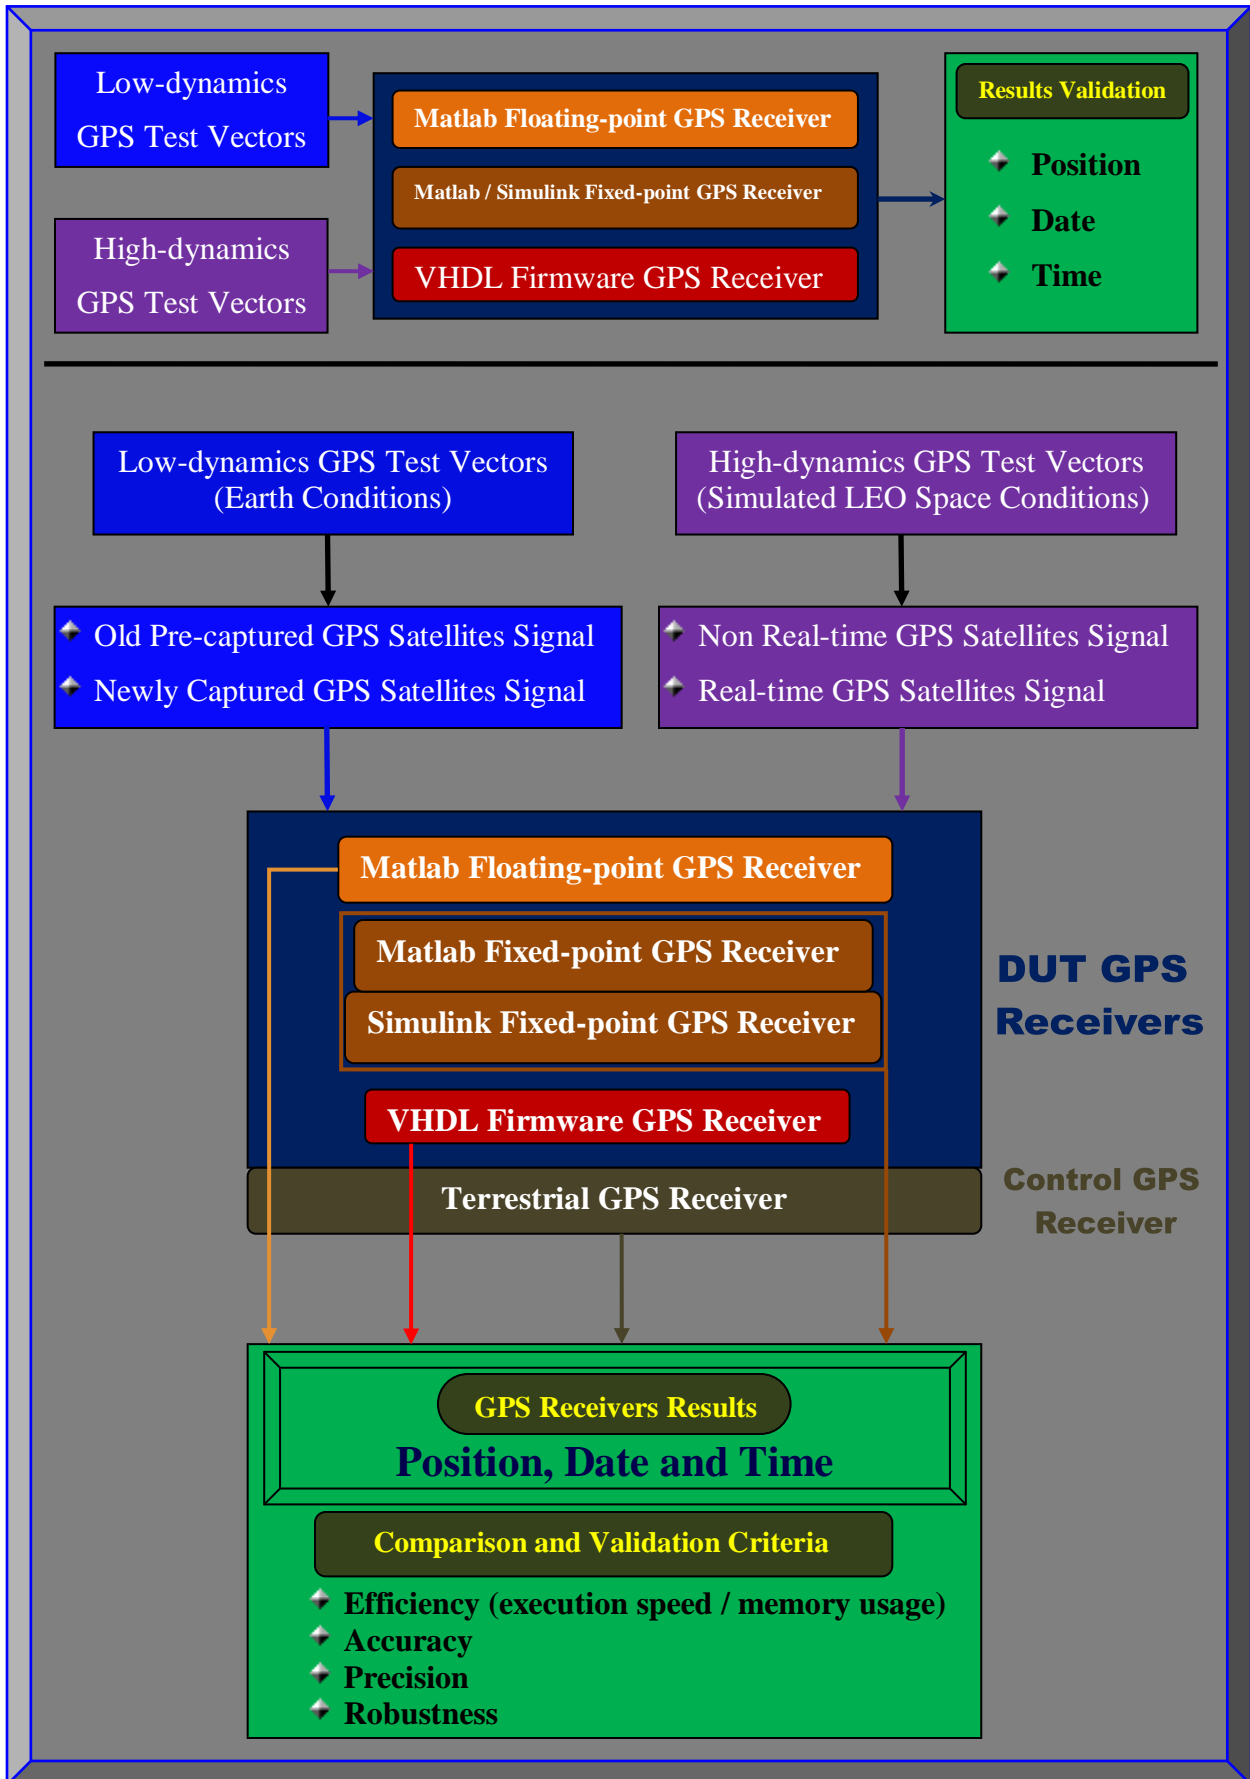 Low-dynamics
GPS Test Vectors
High-dynamics
GPS Test Vectors
Matlab Floating-point GPS Receiver
Matlab / Simulink Fixed-point GPS Receiver
VHDL Firmware GPS Receiver
Results Validation
Position
Date
Time
Low-dynamics GPS Test Vectors
(Earth Conditions)
High-dynamics GPS Test Vectors
(Simulated LEO Space Conditions)
Old Pre-captured GPS Satellites Signal
Newly Captured GPS Satellites Signal
Non Real-time GPS Satellites Signal
Real-time GPS Satellites Signal
Matlab Floating-point GPS Receiver
Matlab Fixed-point GPS Receiver
Simulink Fixed-point GPS Receiver
VHDL Firmware GPS Receiver
DUT GPS
Receivers
Terrestrial GPS Receiver
Control GPS
Receiver
GPS Receivers Results
Position, Date and Time
Comparison and Validation Criteria
Efficiency (execution speed / memory usage)
Accuracy
Precision
Robustness